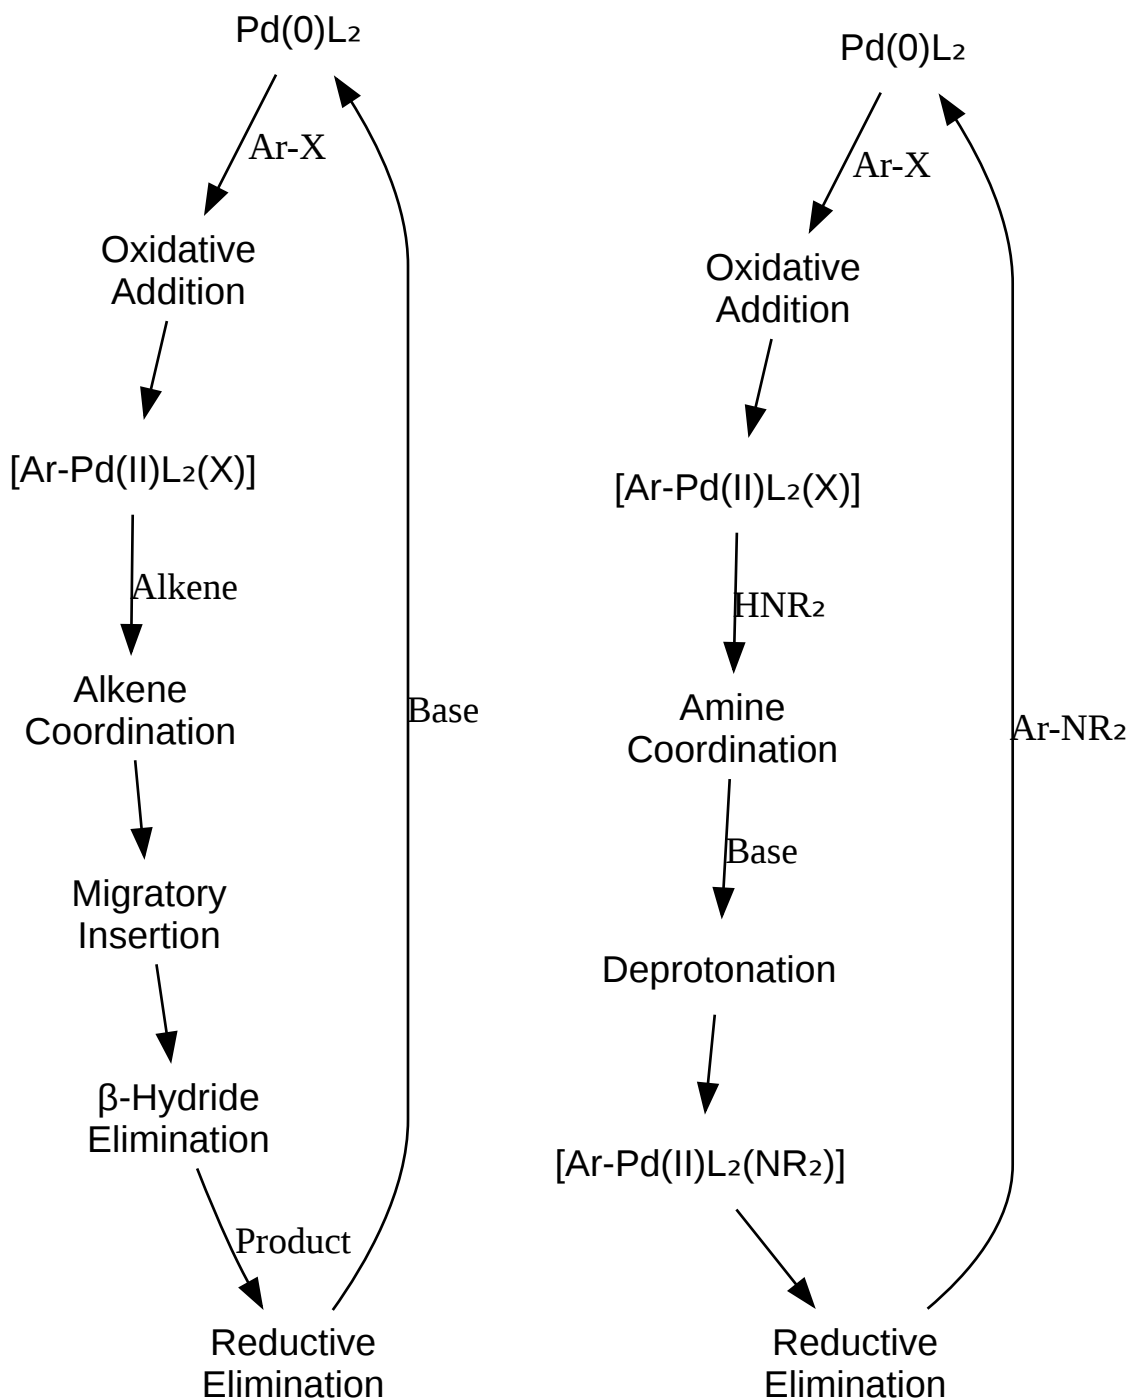 Pd(0)L₂
Ar-X
Oxidative
Addition
[Ar-Pd(II)L₂(X)]
Alkene
Alkene
Coordination
Base
Migratory
Insertion
β-Hydride
Elimination
Product
Reductive
Elimination
Pd(0)L₂
Ar-X
Oxidative
Addition
[Ar-Pd(II)L₂(X)]
HNR₂
Amine
Coordination
Ar-NR₂
Base
Deprotonation
[Ar-Pd(II)L₂(NR₂)]
Reductive
Elimination